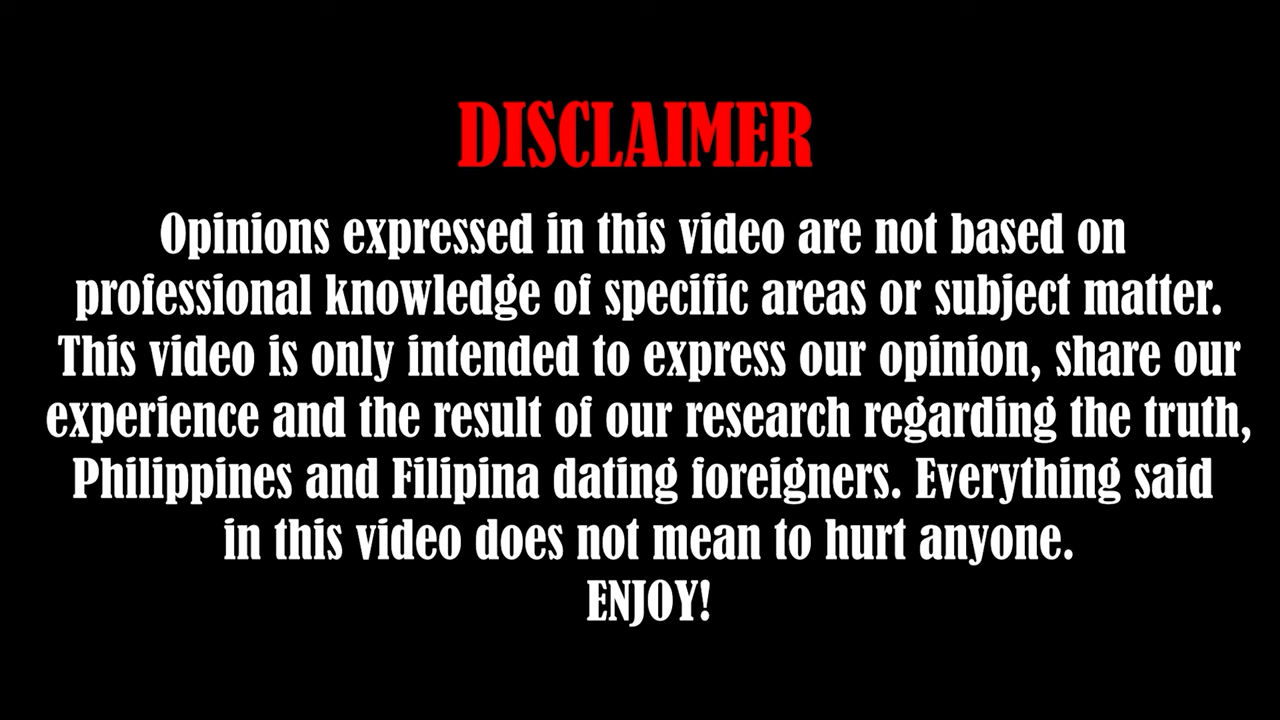 DISCLAIMER
Opinions expressed in this video are not based on
professional knowledge of specific areas or subject matter.
This video is only intended to express our opinion, share our
experience and the result of our research regarding the truth,
Philippines and Filipina dating foreigners. Everything said
in this video does not mean to hurt anyone.
ENJOY!